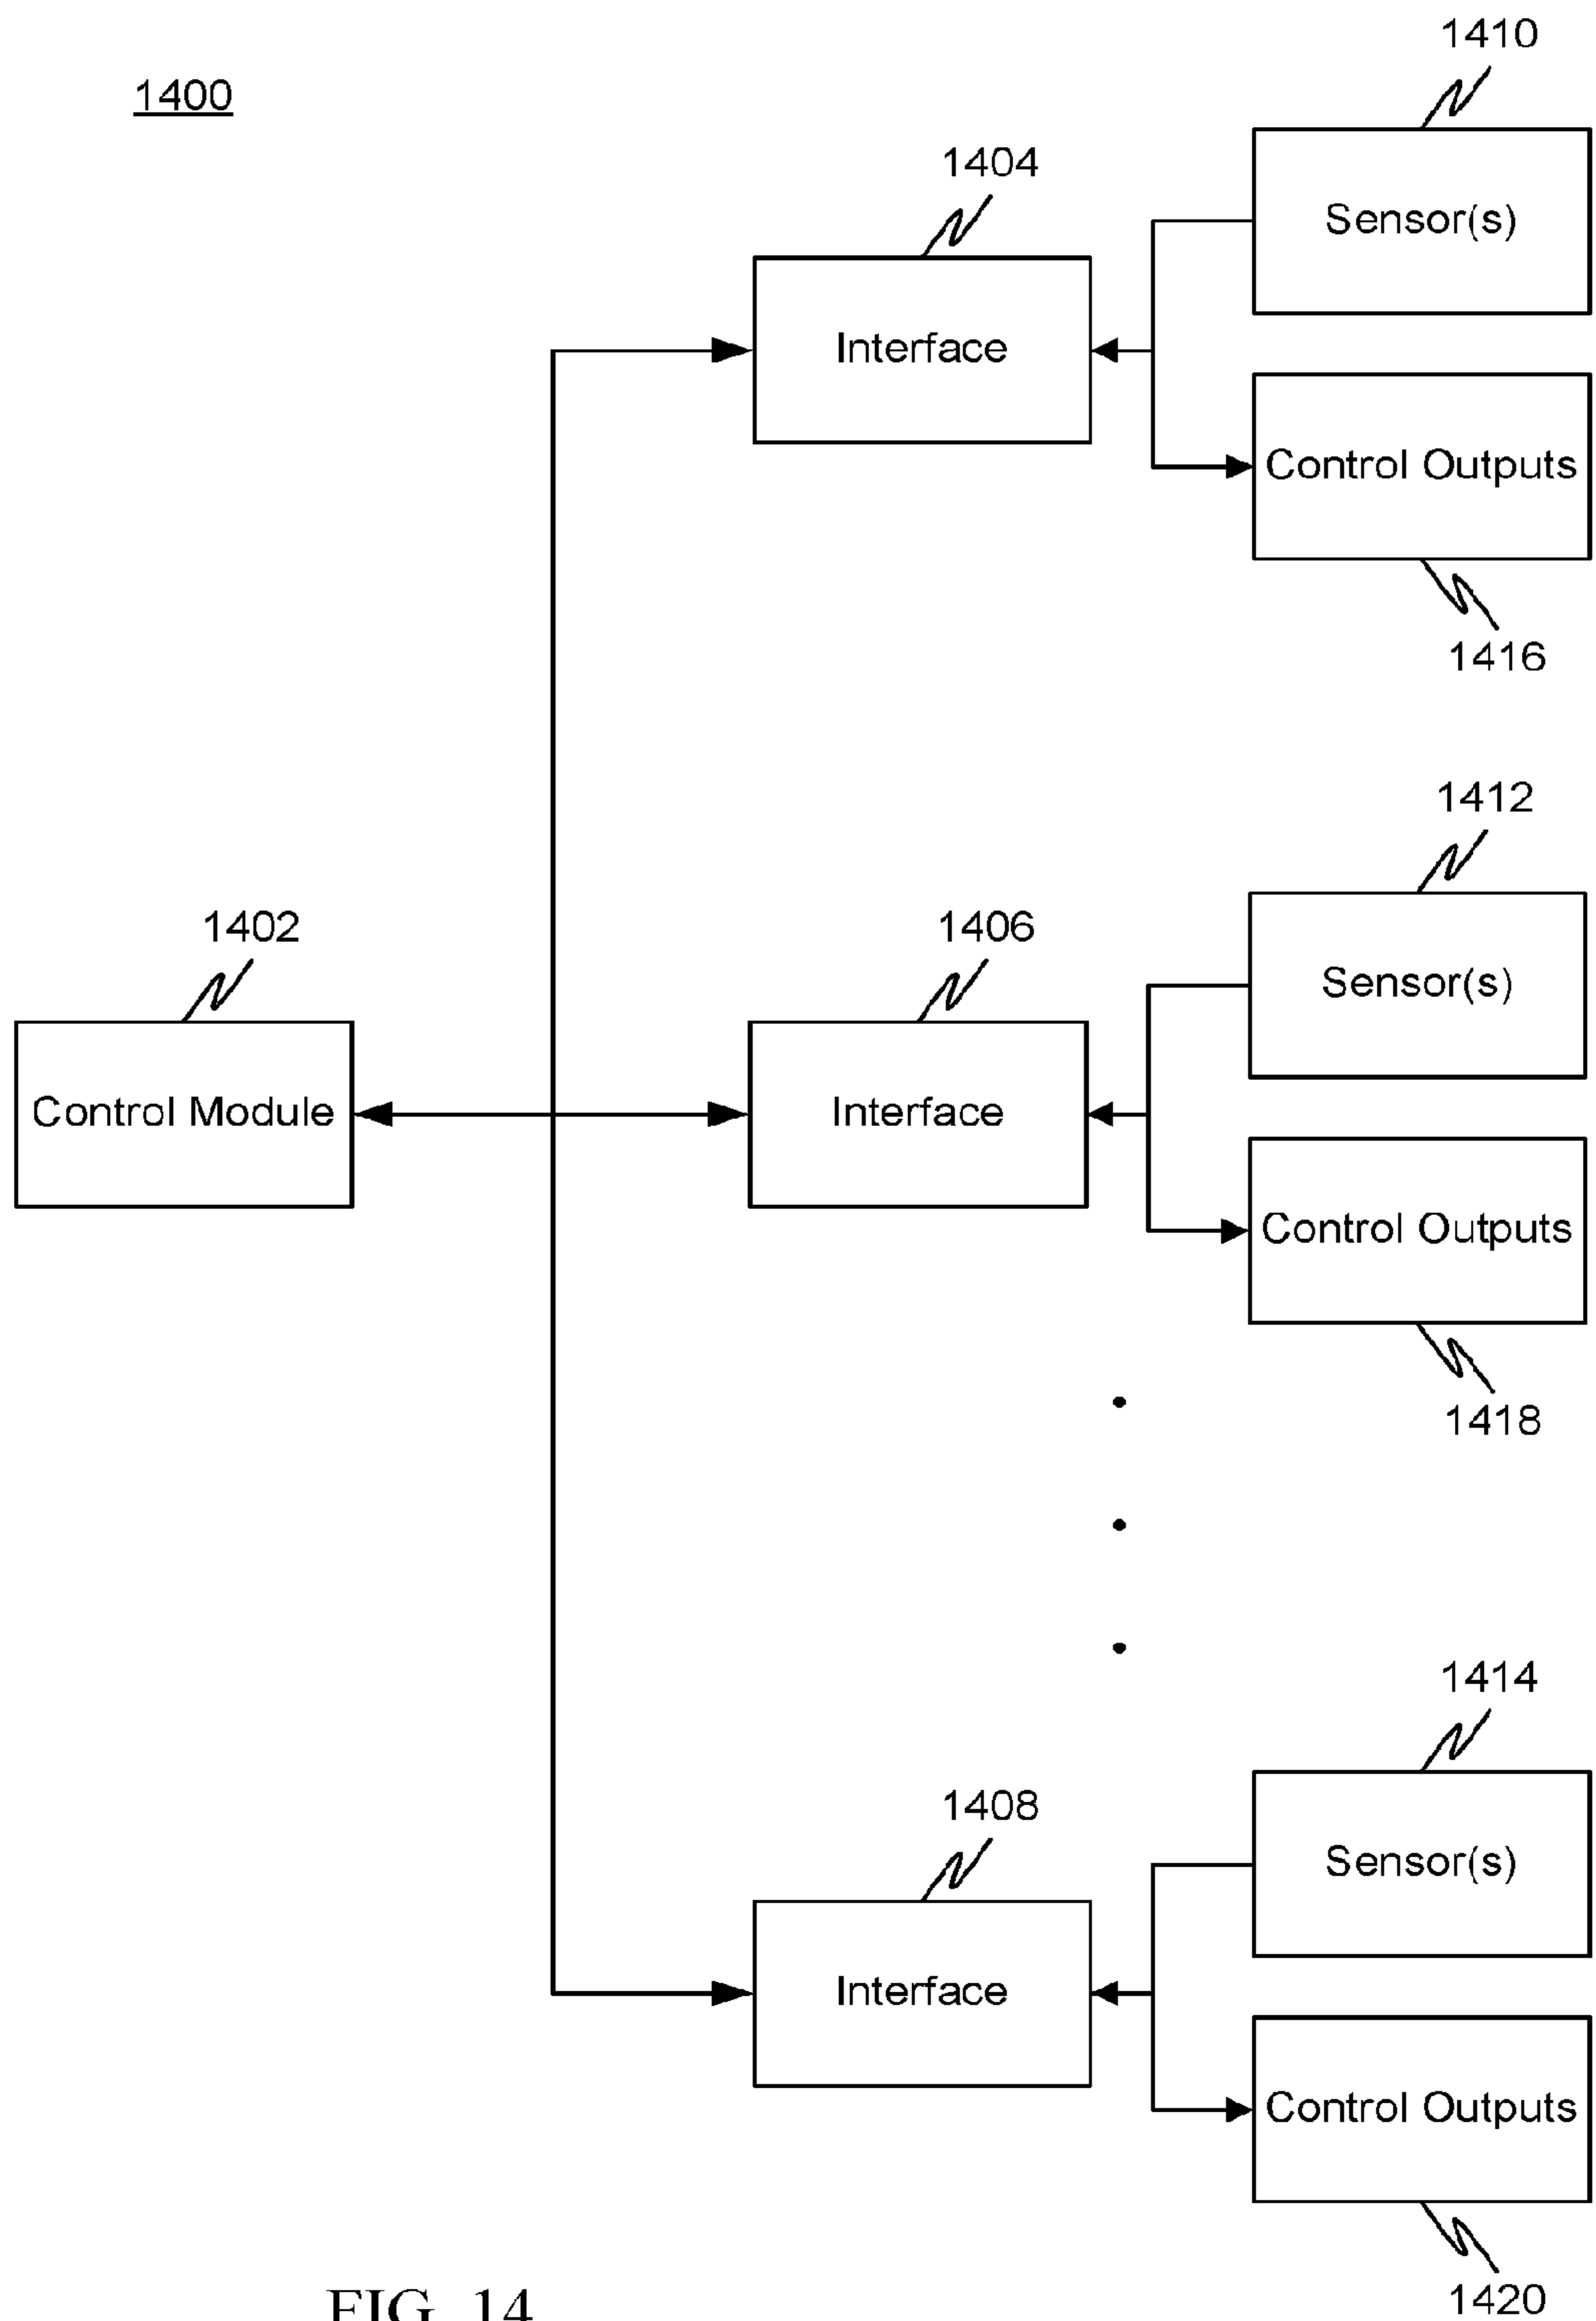 1400
1410
Sensor(s)
1404
Interface
Control Outputs
1416
1412
Sensor(s)
1402
Control Module
1406
Interface
Control Outputs
1418
1414
Sensor(s)
1408
Interface
Control Outputs
1420
FIG. 14